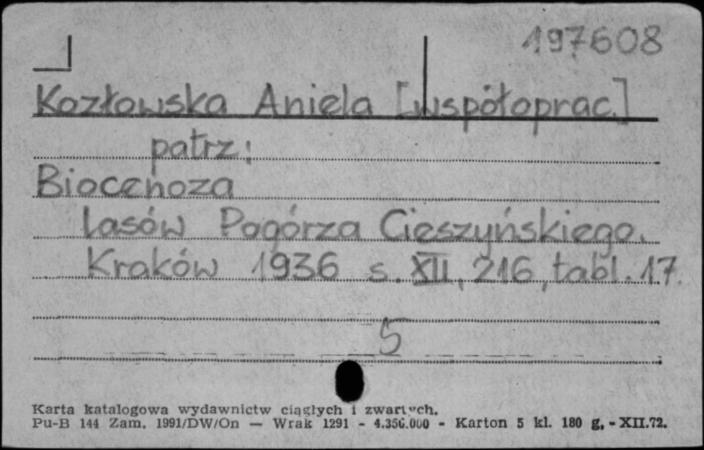 197608
Kozłowska Aniela [współoprac.]
patrz:
Biocenoza
lasów Pogórza Cieszyńskiego.
Kraków 1936 s. XII, 216, tabl. 17.
5
Karta katalogowa wydawnictw ciągłych i zwartych.
Pu-B 144 Zam. 1991/DW/On — Wrak 1291 - 4.356.000 - Karton 5 kl. 180 g. - XII.72.